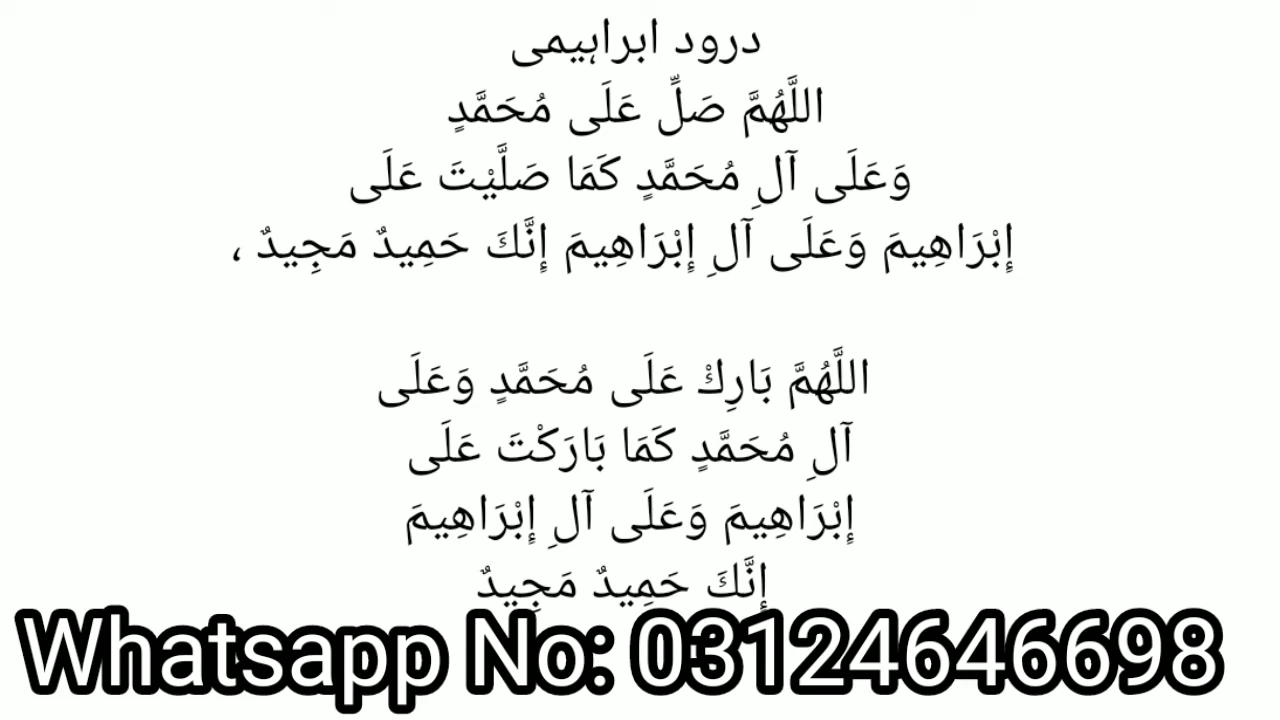 درود ابراہیمی
اللَّهُمَّ صَلِّ عَلَى مُحَمَّدٍ
وَعَلَى آلِ مُحَمَّدٍ كَمَا صَلَّيْتَ عَلَى
إِبْرَاهِيمَ وَعَلَى آلِ إِبْرَاهِيمَ إِنَّكَ حَمِيدٌ مَجِيدٌ ،
اللَّهُمَّ بَارِكْ عَلَى مُحَمَّدٍ وَعَلَى
آلِ مُحَمَّدٍ كَمَا بَارَكْتَ عَلَى
إِبْرَاهِيمَ وَعَلَى آلِ إِبْرَاهِيمَ
إِنَّكَ حَمِيدٌ مَجِيدٌ
Whatsapp No: 03124646698